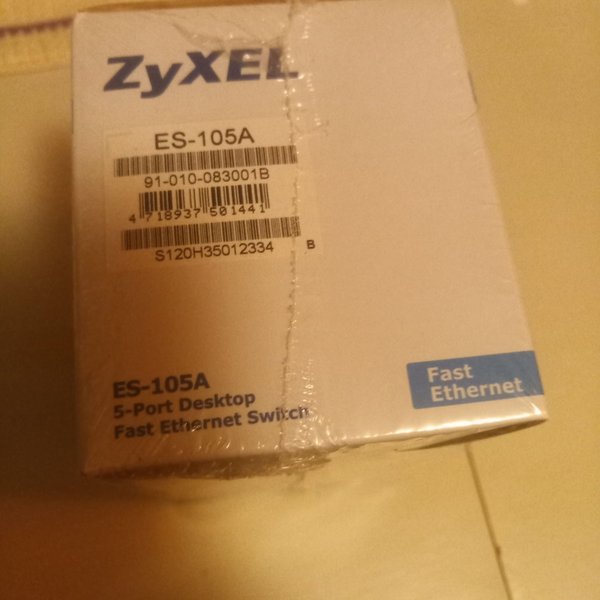 ZyXEL
ES-105A
91-010-083001B
4 718937 501441
S120H35012334
B
ES-105A
5-Port Desktop
Fast Ethernet Switch
Fast
Ethernet